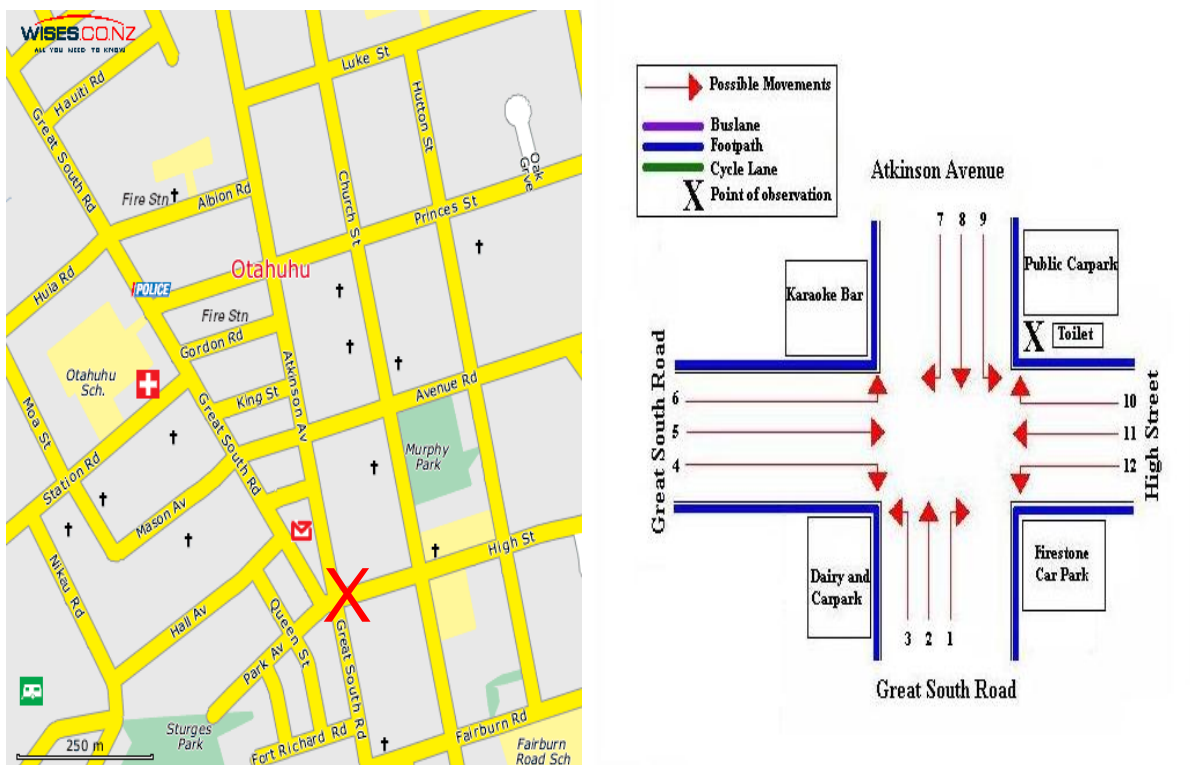 WISES.CO.NZ
ALL YOU NEED TO KNOW
Luke St
Hauiti Rd
Great South Rd
Hutton St
Oak Grve
Church St
Fire Stn
Albion Rd
Princes St
Huia Rd
Otahuhu
POLICE
Fire Stn
Gordon Rd
Otahuhu
Sch.
Atkinson Av
King St
Avenue Rd
Moa St
Great South Rd
Murphy
Park
Station Rd
Mason Av
High St
Nikau Rd
Hall Av
Queen St
X
Park Av
Great South Rd
Sturges
Park
Fort Richard Rd
Fairburn Rd
Fairburn
Road Sch
250 m
Possible Movements
Buslane
Footpath
Cycle Lane
X Point of observation
Atkinson Avenue
7 8 9
Public Carpark
Karaoke Bar
X Toilet
Great South Road
6
5
4
10
11
12
High Street
Dairy and
Carpark
Firestone
Car Park
3 2 1
Great South Road